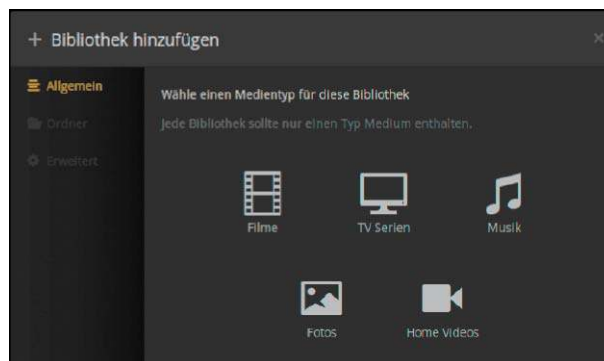 + Bibliothek hinzufügen ×
Allgemein
Wähle einen Medientyp für diese Bibliothek
Ordner
Jede Bibliothek sollte nur einen Typ Medium enthalten.
Erweitert
Filme
TV Serien
Musik
Fotos
Home Videos